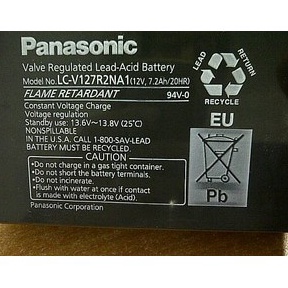 Panasonic
Valve Regulated Lead-Acid Battery
Model No. LC-V127R2NA1 (12V, 7.2Ah/20HR)
FLAME RETARDANT 94V-0
Constant Voltage Charge
Voltage regulation
Standby use: 13.6V～13.8V (25°C)
NONSPILLABLE
IN THE U.S.A. CALL 1-800-SAV-LEAD
BATTERY MUST BE RECYCLED.
CAUTION
•Do not charge in a gas tight container.
•Do not short the battery terminals.
•Do not incinerate.
•Flush with water at once if contact
is made with electrolyte (Acid).
Panasonic Corporation
LEAD
RETURN
RECYCLE
EU
Pb